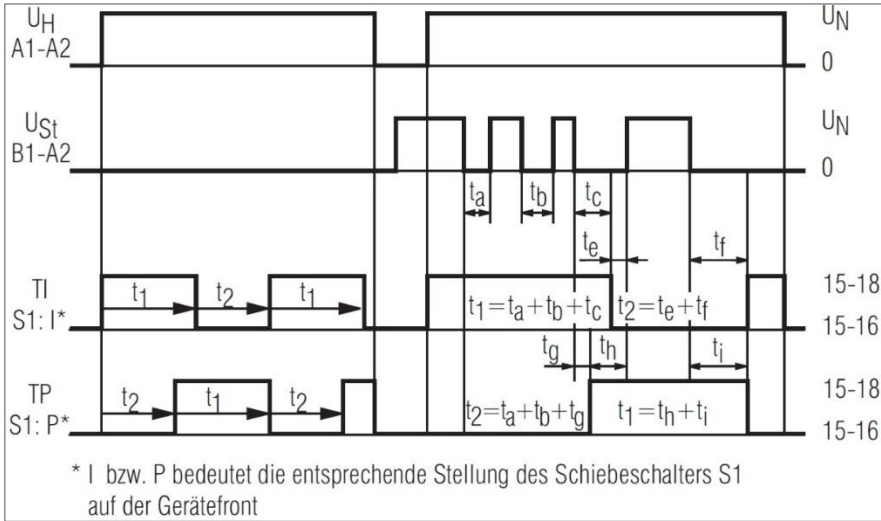 U_H U_N
A1-A2 0
U_St U_N
B1-A2 0
t_a t_b t_c
t_e t_f
TI t_1 t_2 t_1 t_1=t_a+t_b+t_c t_2=t_e+t_f 15-18
S1: I* 15-16
t_g t_h t_i
TP t_2 t_1 t_2 t_2=t_a+t_b+t_g t_1=t_h+t_i 15-18
S1: P* 15-16
* I bzw. P bedeutet die entsprechende Stellung des Schiebeschalters S1
auf der Gerätefront